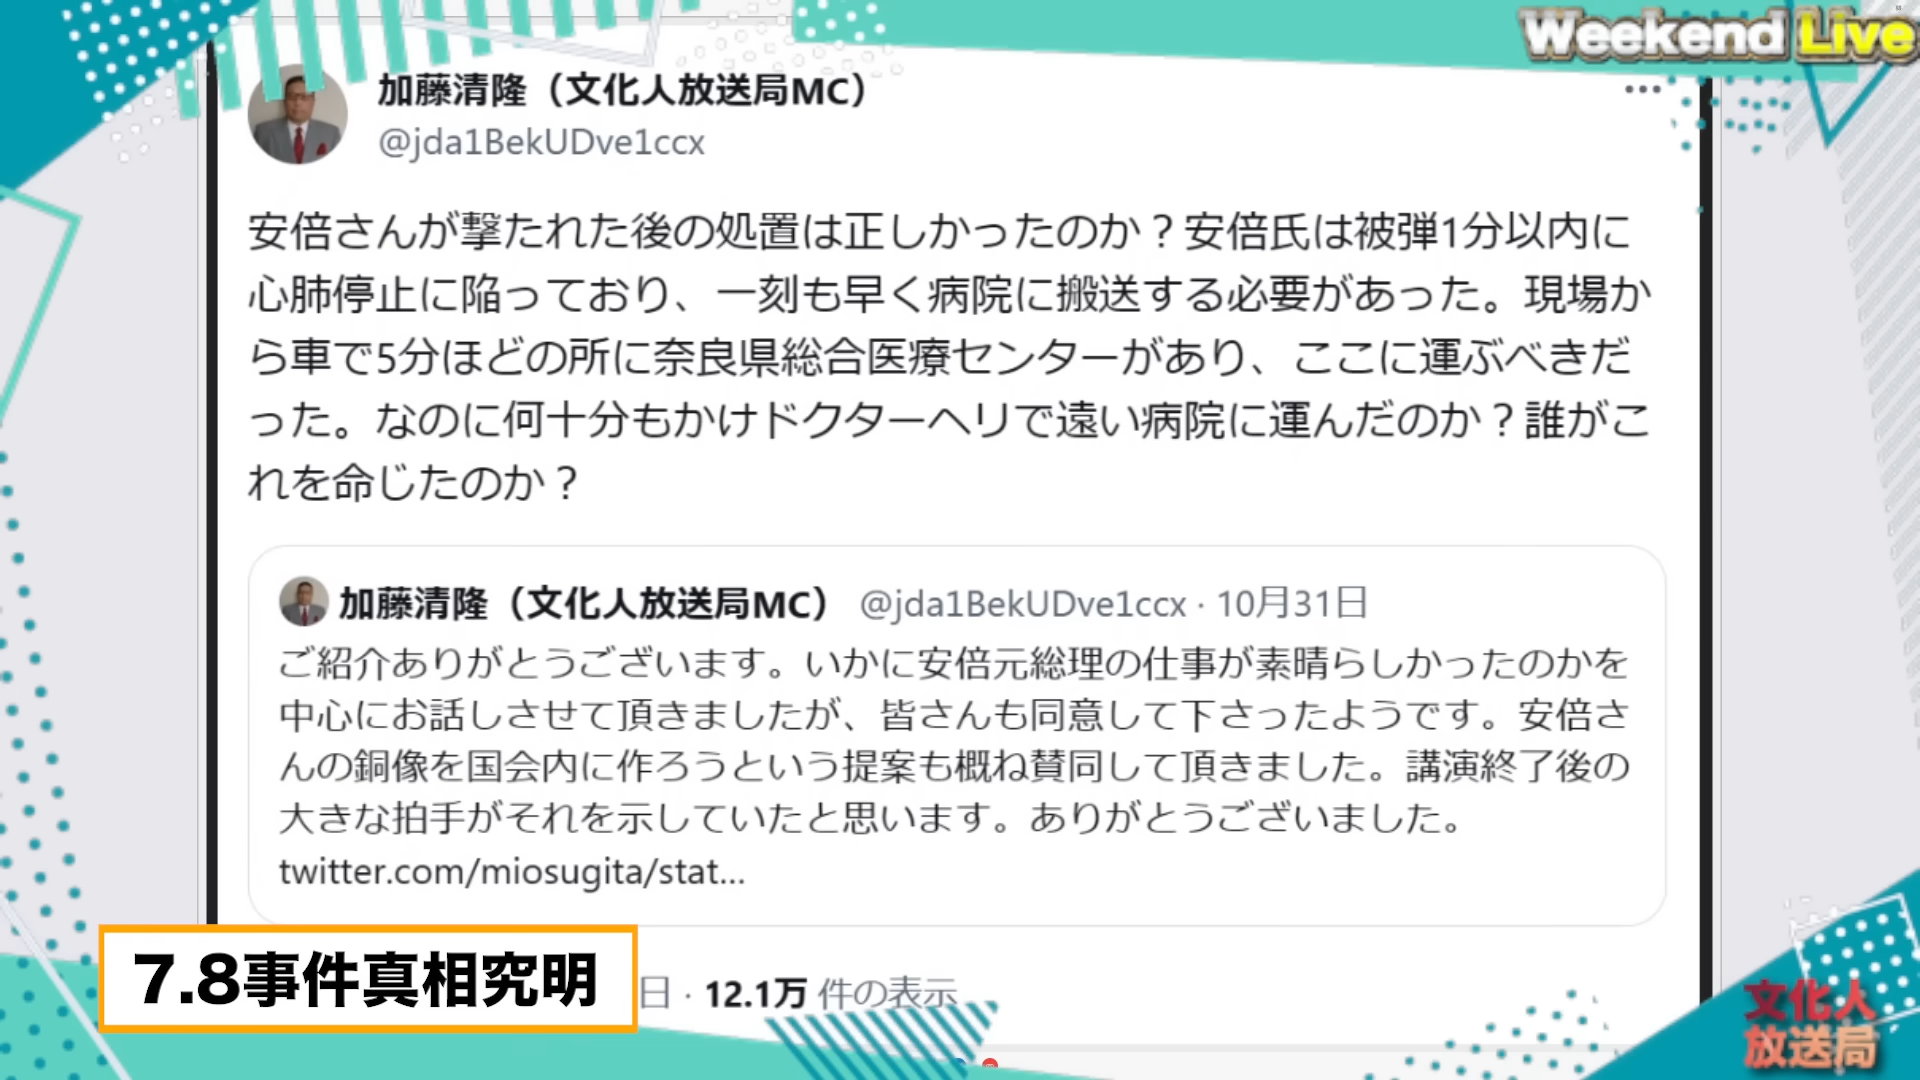 Weekend Live
加藤清隆（文化人放送局MC）
@jda1BekUDve1ccx
安倍さんが撃たれた後の処置は正しかったのか？安倍氏は被弾1分以内に
心肺停止に陥っており、一刻も早く病院に搬送する必要があった。現場か
ら車で5分ほどの所に奈良県総合医療センターがあり、ここに運ぶべきだ
った。なのに何十分もかけドクターヘリで遠い病院に運んだのか？誰がこ
れを命じたのか？
加藤清隆（文化人放送局MC） @jda1BekUDve1ccx · 10月31日
ご紹介ありがとうございます。いかに安倍元総理の仕事が素晴らしかったのかを
中心にお話しさせて頂きましたが、皆さんも同意して下さったようです。安倍さ
んの銅像を国会内に作ろうという提案も概ね賛同して頂きました。講演終了後の
大きな拍手がそれを示していたと思います。ありがとうございました。
twitter.com/miosugita/stat...
7.8事件真相究明
日 · 12.1万 件の表示
文化人
放送局